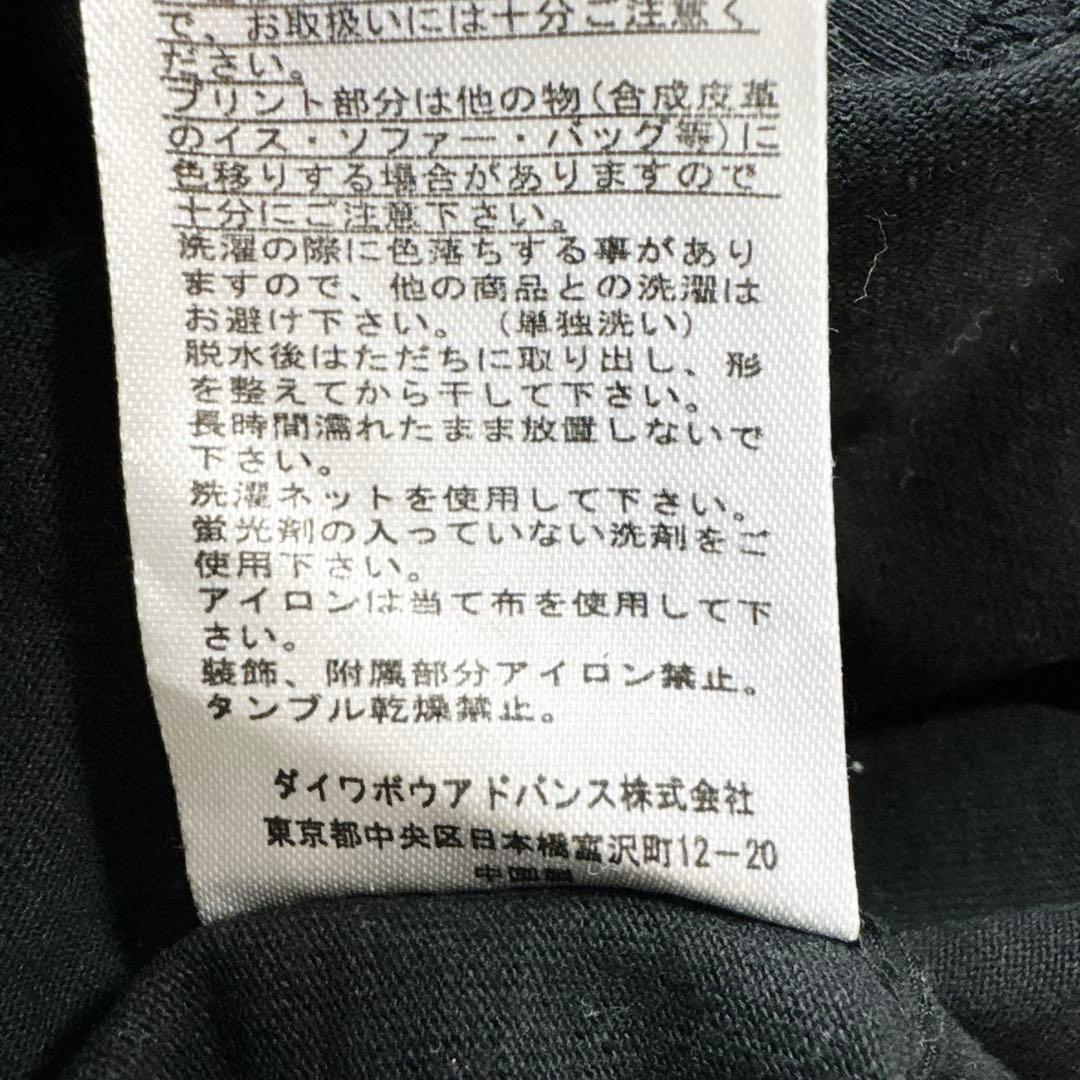 で、お取扱いには十分ご注意く
ださい。
プリント部分は他の物(合成皮革
のイス・ソファー・バッグ等)に
色移りする場合がありますので
十分にご注意下さい。
洗濯の際に色落ちする事があり
ますので、他の商品との洗濯は
お避け下さい。(単独洗い)
脱水後はただちに取り出し、形
を整えてから干して下さい。
長時間濡れたまま放置しないで
下さい。
洗濯ネットを使用して下さい。
蛍光剤の入っていない洗剤をご
使用下さい。
アイロンは当て布を使用して下
さい。
装飾、附属部分アイロン禁止。
タンブル乾燥禁止。
ダイワボウアドバンス株式会社
東京都中央区日本橋富沢町12-20
中国製